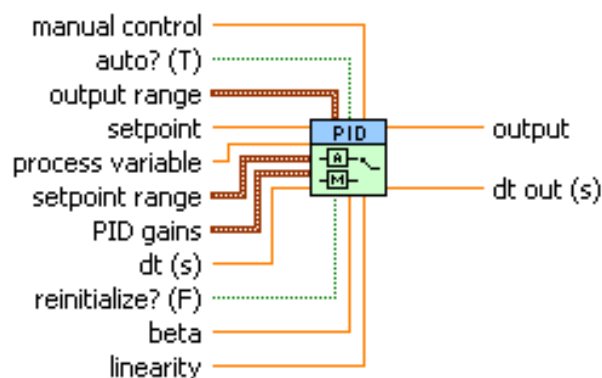 manual control
auto? (T)
output range
setpoint
process variable
setpoint range
PID gains
dt (s)
reinitialize? (F)
beta
linearity
PID
A
M
output
dt out (s)